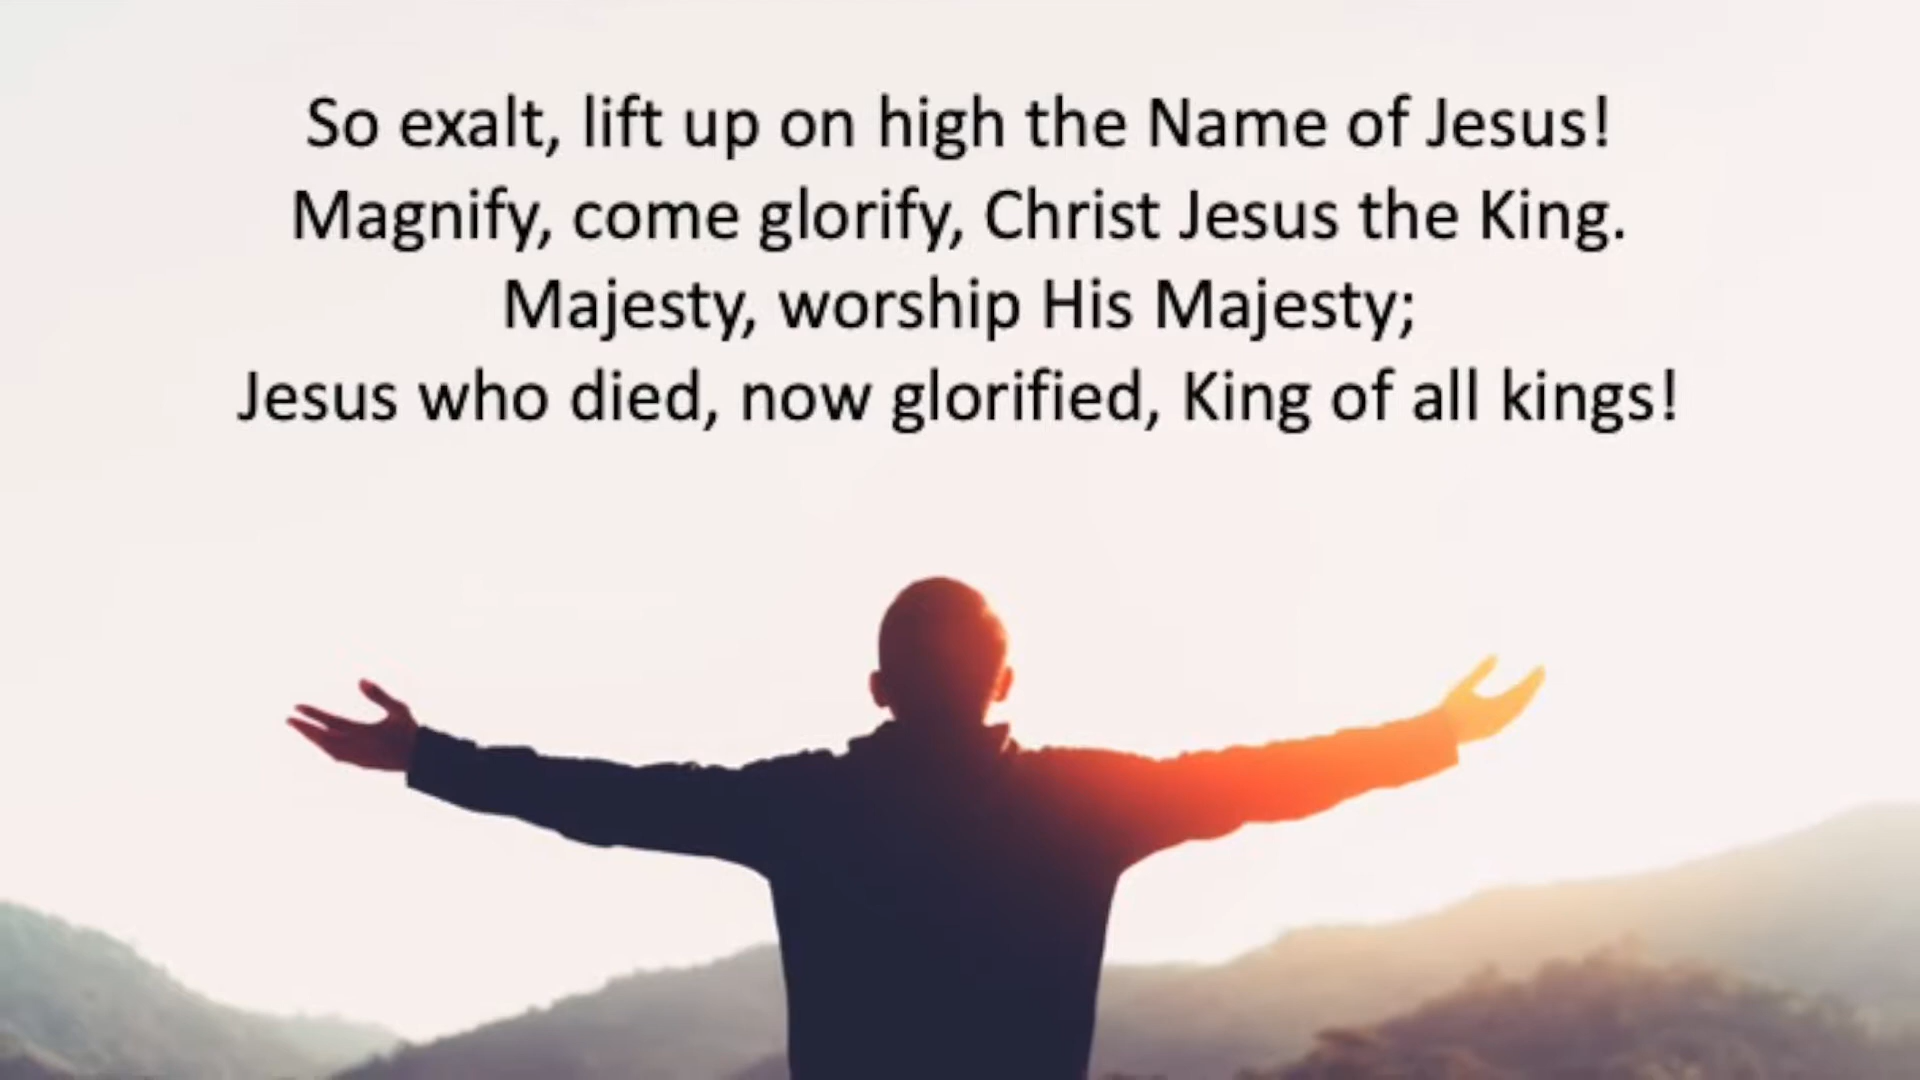 So exalt, lift up on high the Name of Jesus!
Magnify, come glorify, Christ Jesus the King.
Majesty, worship His Majesty;
Jesus who died, now glorified, King of all kings!